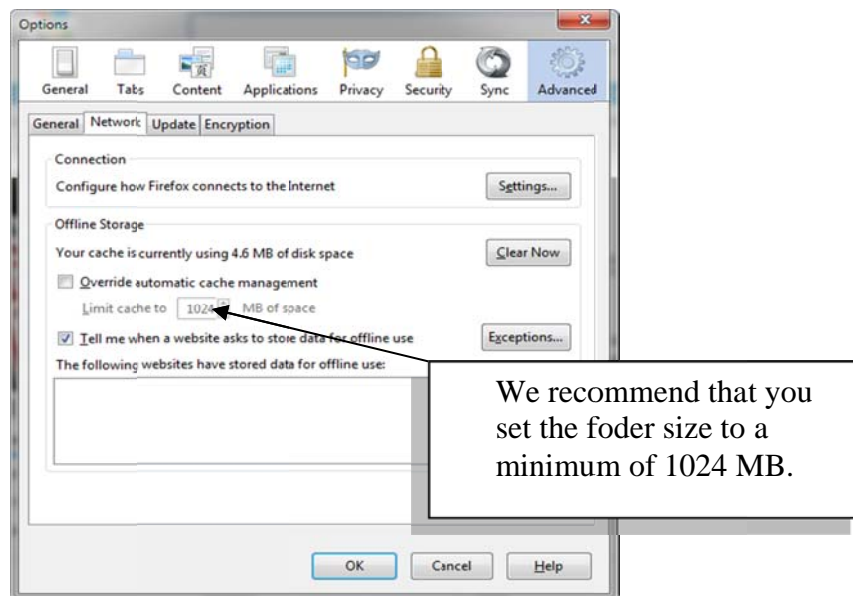 Options
General Tabs Content Applications Privacy Security Sync Advanced
General Network Update Encryption
Connection
Configure how Firefox connects to the Internet Settings...
Offline Storage
Your cache is currently using 4.6 MB of disk space Clear Now
Override automatic cache management
Limit cache to 1024 MB of space
Tell me when a website asks to store data for offline use Exceptions...
The following websites have stored data for offline use:
We recommend that you
set the foder size to a
minimum of 1024 MB.
OK Cancel Help